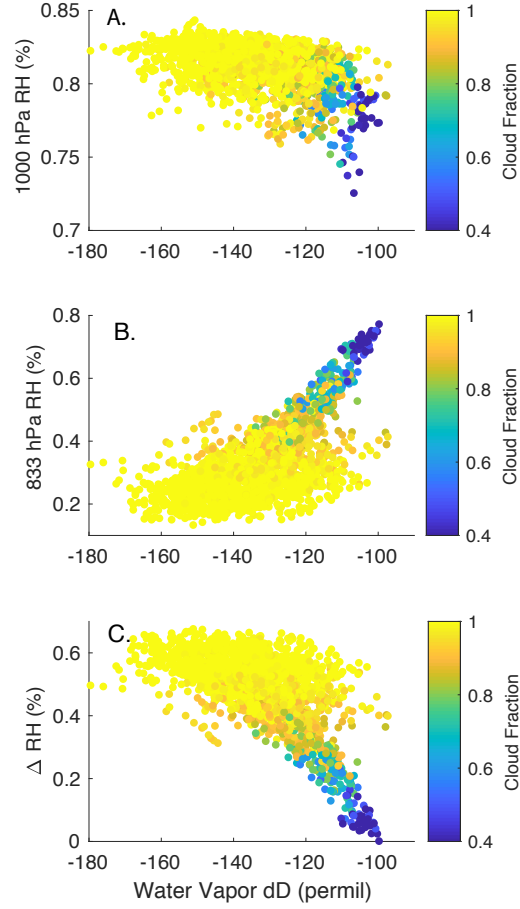 A.
0.85
0.8
0.75
0.7
1000 hPa RH (%)
-180 -160 -140 -120 -100
1
0.8
0.6
0.4
Cloud Fraction
B.
0.8
0.6
0.4
0.2
833 hPa RH (%)
-180 -160 -140 -120 -100
1
0.8
0.6
0.4
Cloud Fraction
C.
0.6
0.4
0.2
0
Δ RH (%)
-180 -160 -140 -120 -100
Water Vapor dD (permil)
1
0.8
0.6
0.4
Cloud Fraction